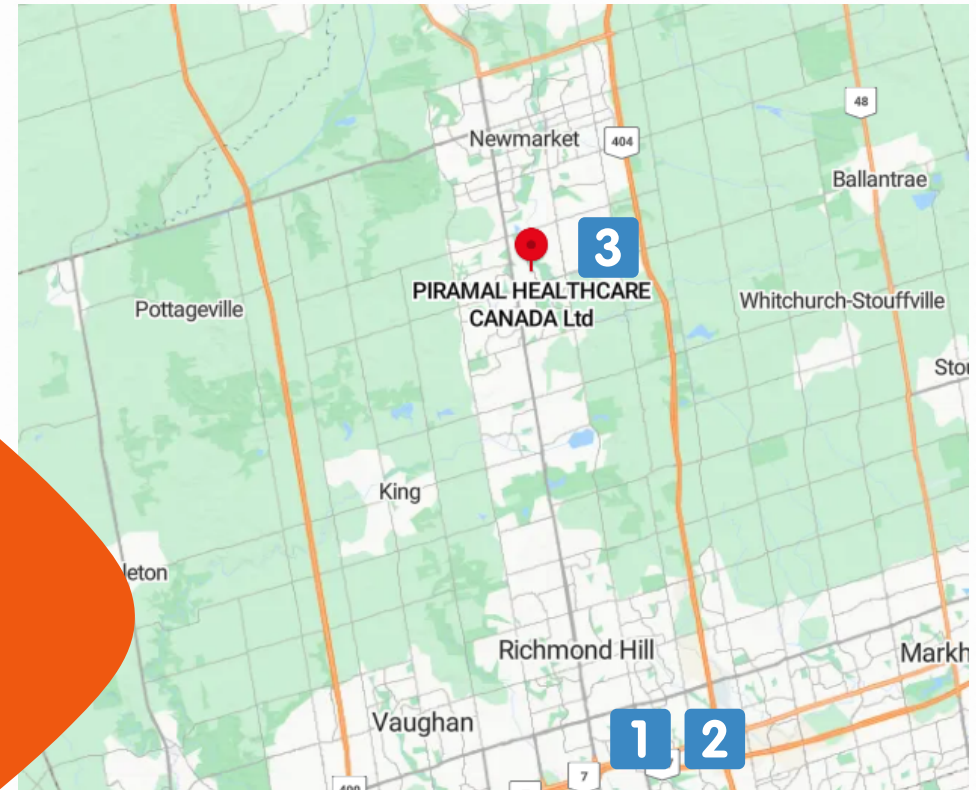 48
Newmarket
404
Ballantrae
3
PIRAMAL HEALTHCARE
CANADA Ltd
Pottageville
Whitchurch-Stouffville
Stou
King
leton
Richmond Hill
Markh
Vaughan
1 2
7
400